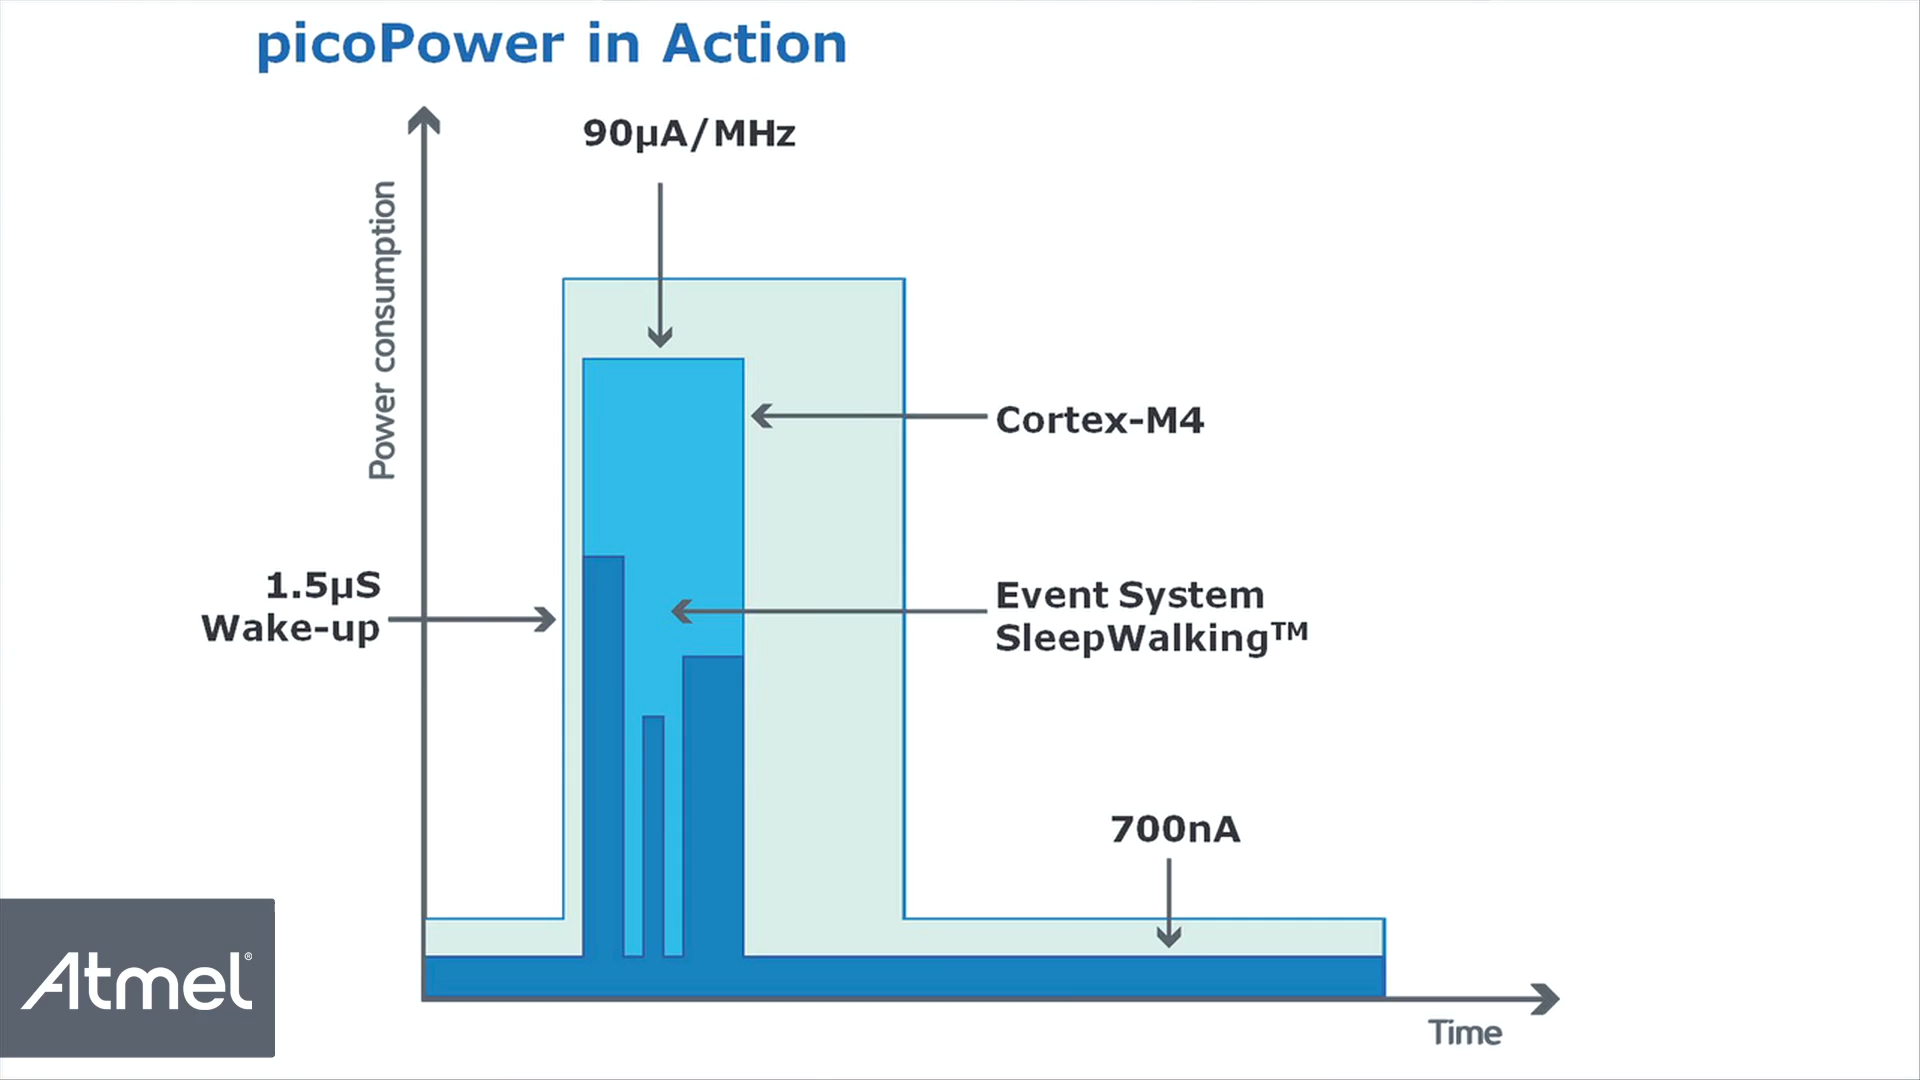 picoPower in Action
90µA/MHz
Power consumption
Cortex-M4
1.5µS
Wake-up
Event System
SleepWalking™
700nA
Atmel®
Time